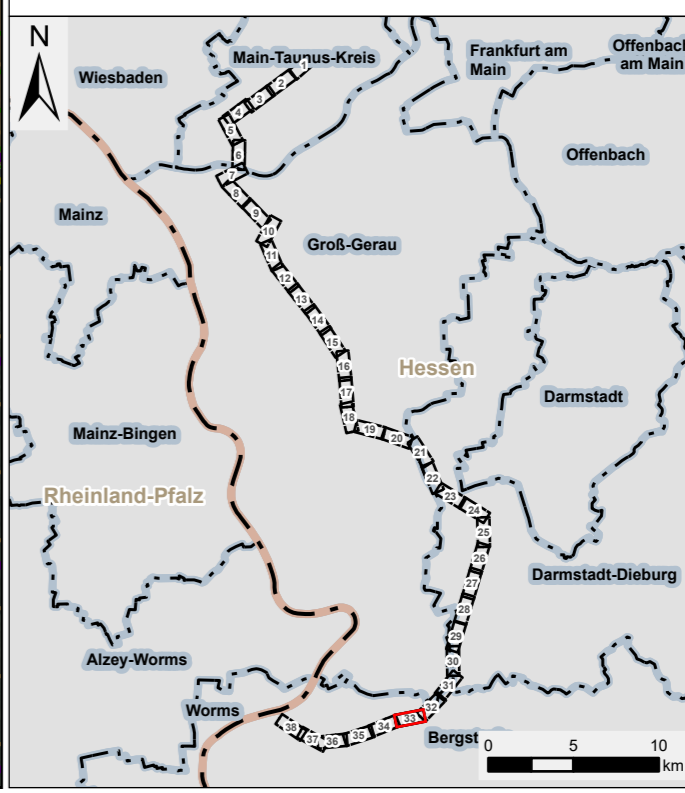 N
Wiesbaden
Main-Taunus-Kreis
Frankfurt am
Main
Offenbach
am Main
Offenbach
Mainz
Groß-Gerau
Hessen
Darmstadt
Mainz-Bingen
Rheinland-Pfalz
Darmstadt-Dieburg
Alzey-Worms
Worms
Bergst
1
2
3
4
5
6
7
8
9
10
11
12
13
14
15
16
17
18
19
20
21
22
23
24
25
26
27
28
29
30
31
32
33
34
35
36
37
38
0 5 10
km